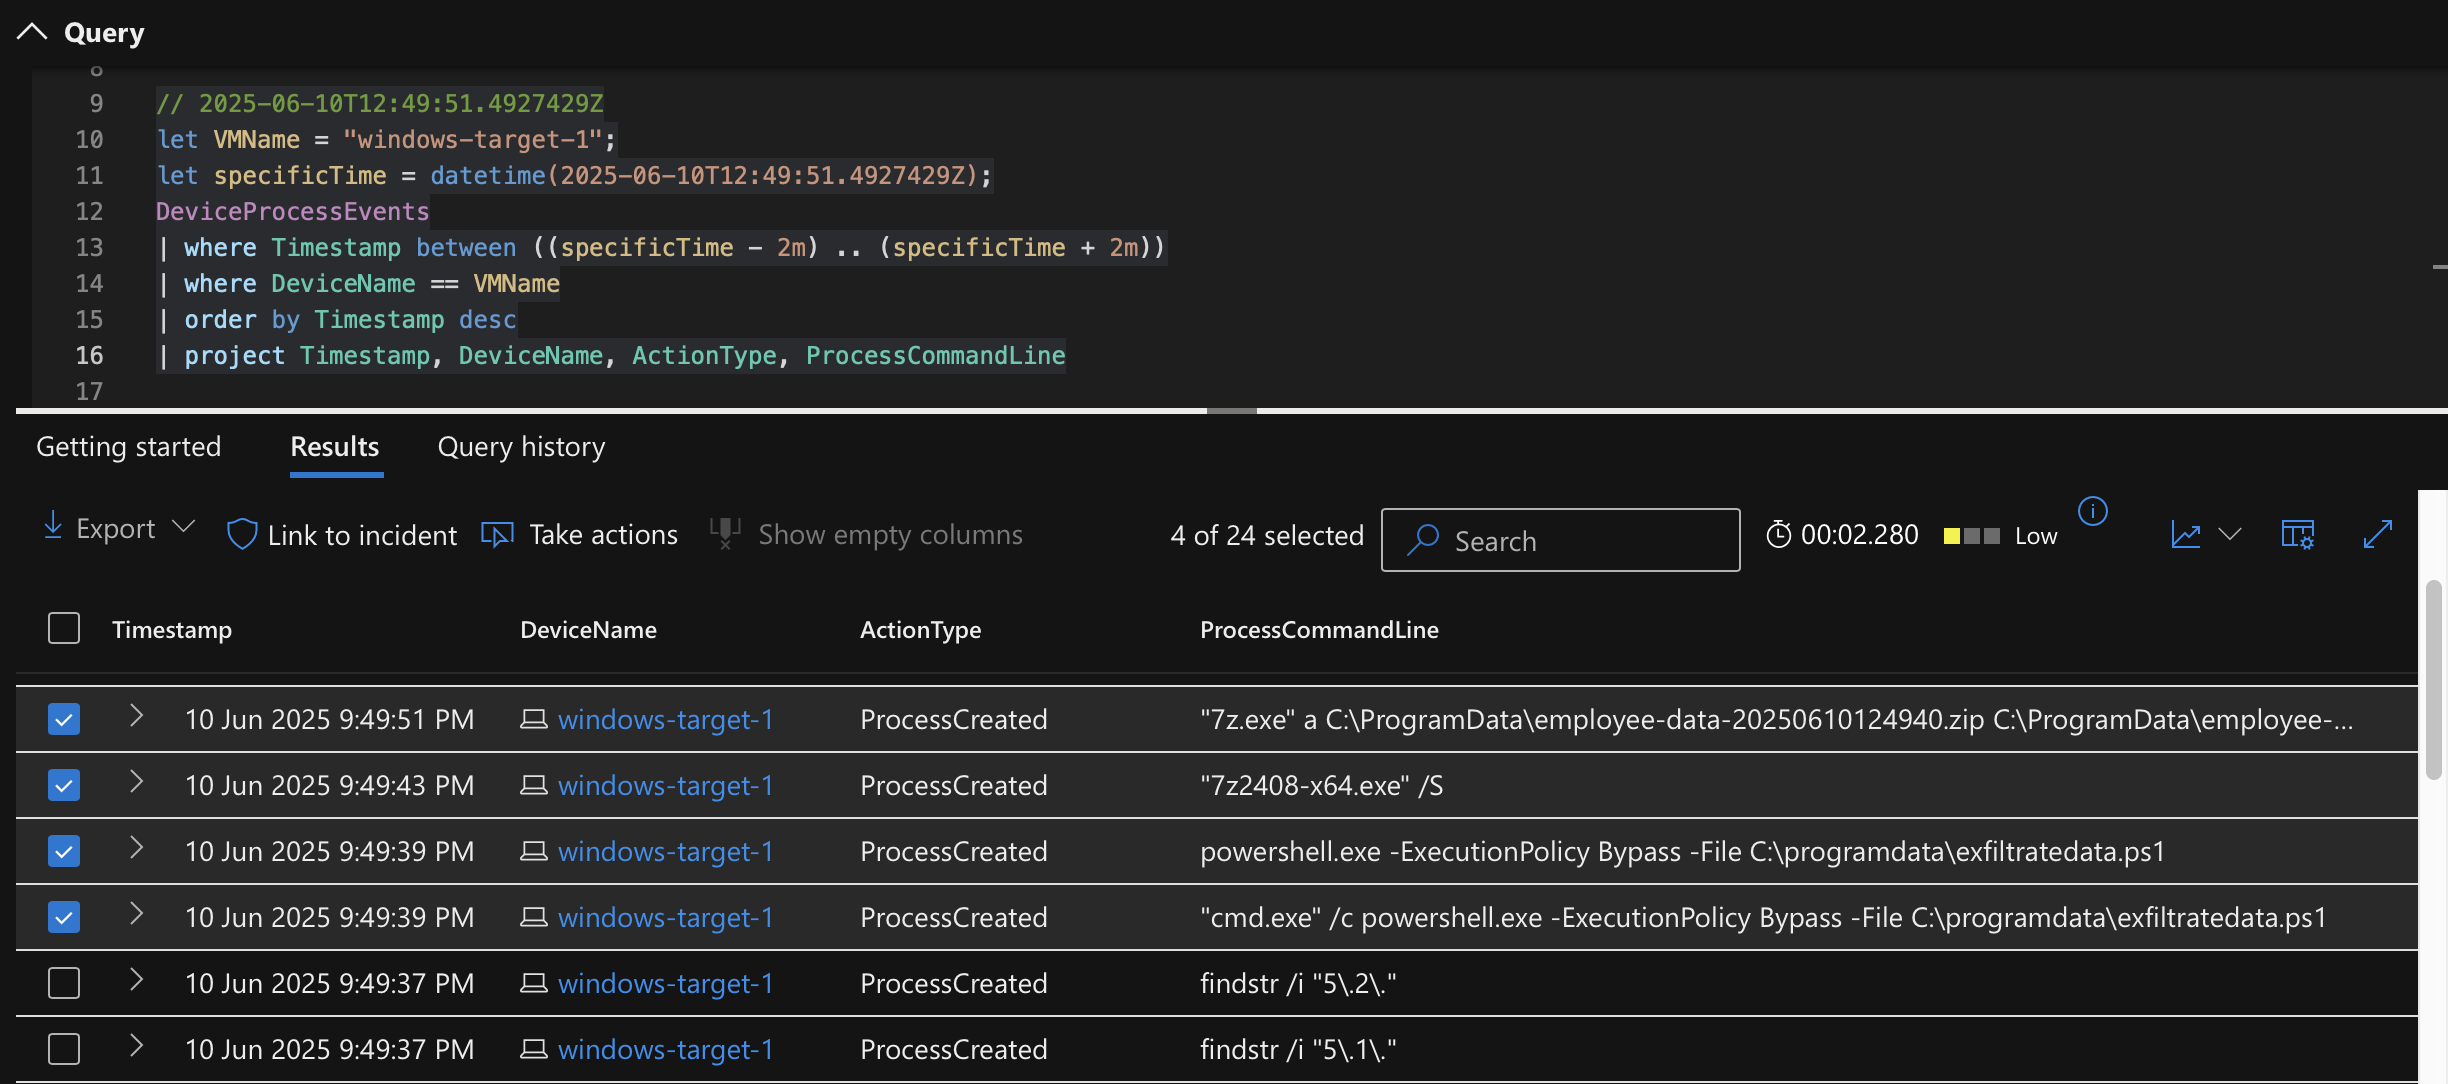 Query
8
9 // 2025-06-10T12:49:51.4927429Z
10 let VMName = "windows-target-1";
11 let specificTime = datetime(2025-06-10T12:49:51.4927429Z);
12 DeviceProcessEvents
13 | where Timestamp between ((specificTime - 2m) .. (specificTime + 2m))
14 | where DeviceName == VMName
15 | order by Timestamp desc
16 | project Timestamp, DeviceName, ActionType, ProcessCommandLine
17
Getting started Results Query history
Export Link to incident Take actions Show empty columns 4 of 24 selected Search 00:02.280 Low
Timestamp DeviceName ActionType ProcessCommandLine
10 Jun 2025 9:49:51 PM windows-target-1 ProcessCreated "7z.exe" a C:\ProgramData\employee-data-20250610124940.zip C:\ProgramData\employee-...
10 Jun 2025 9:49:43 PM windows-target-1 ProcessCreated "7z2408-x64.exe" /S
10 Jun 2025 9:49:39 PM windows-target-1 ProcessCreated powershell.exe -ExecutionPolicy Bypass -File C:\programdata\exfiltratedata.ps1
10 Jun 2025 9:49:39 PM windows-target-1 ProcessCreated "cmd.exe" /c powershell.exe -ExecutionPolicy Bypass -File C:\programdata\exfiltratedata.ps1
10 Jun 2025 9:49:37 PM windows-target-1 ProcessCreated findstr /i "5\.2\."
10 Jun 2025 9:49:37 PM windows-target-1 ProcessCreated findstr /i "5\.1\."